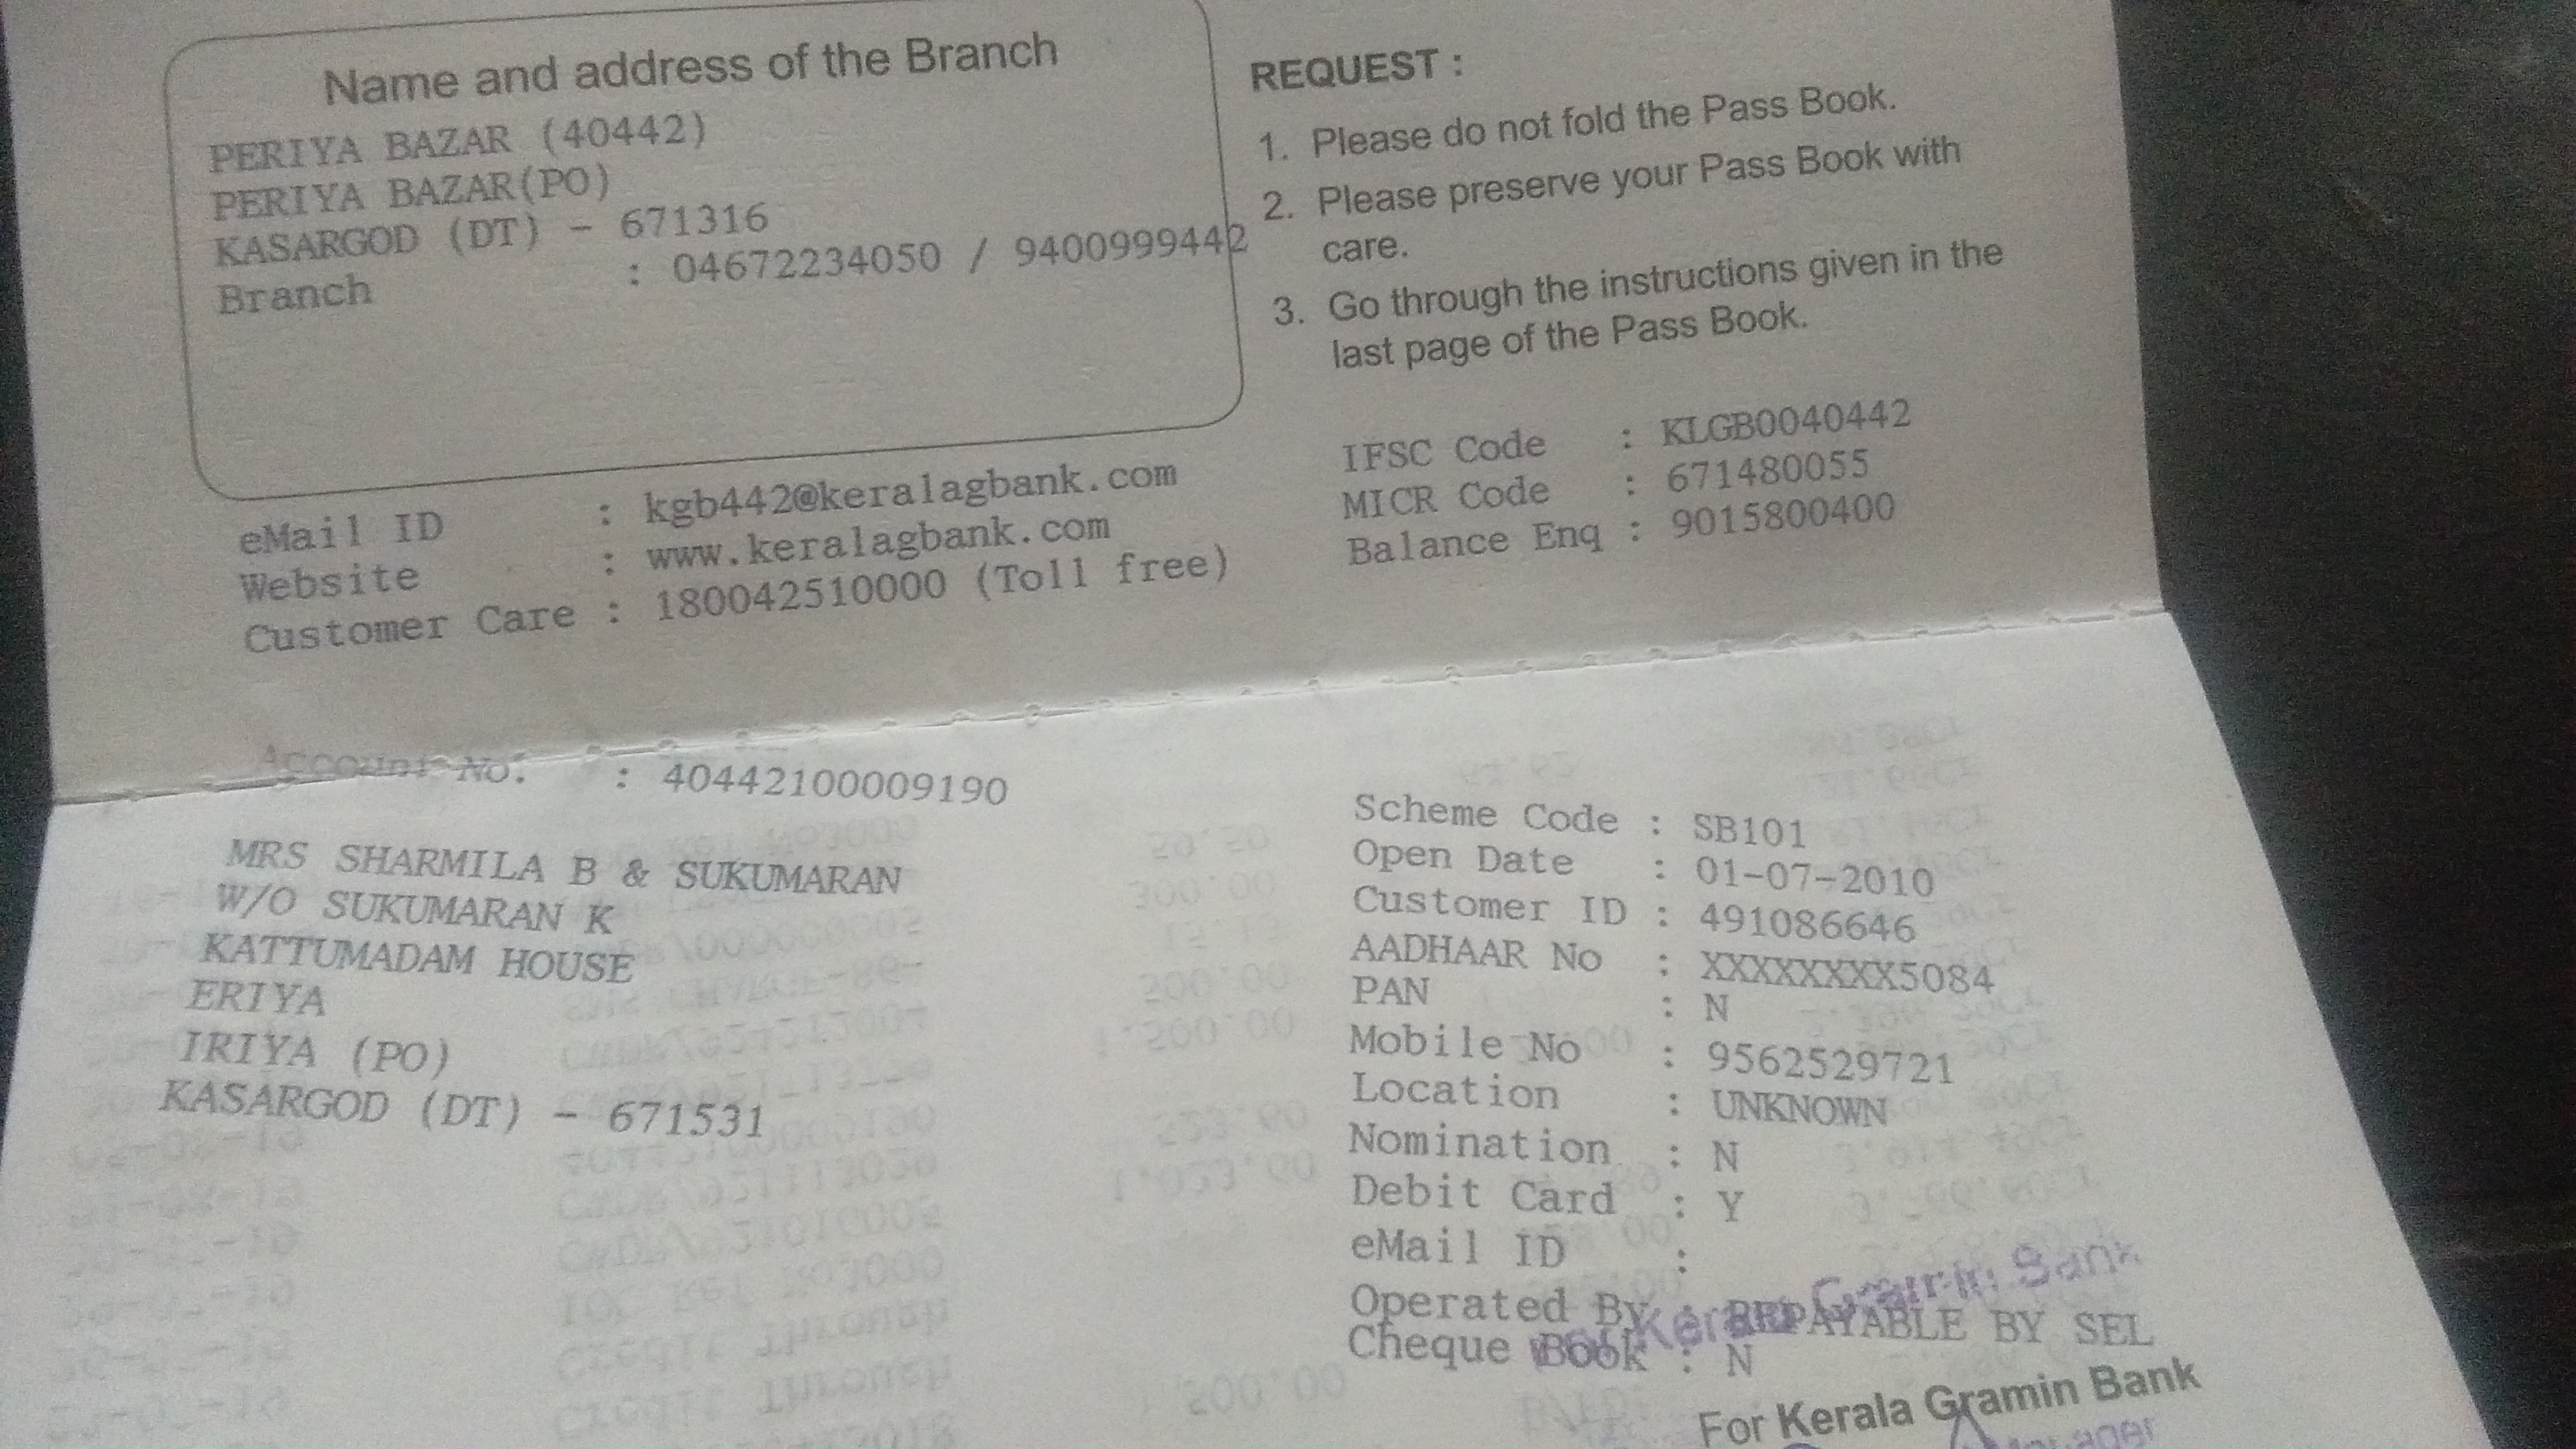 Name and address of the Branch
PERIYA BAZAR (40442)
PERIYA BAZAR(PO)
KASARGOD (DT) - 671316
Branch : 04672234050 / 9400999442
REQUEST :
1. Please do not fold the Pass Book.
2. Please preserve your Pass Book with
care.
3. Go through the instructions given in the
last page of the Pass Book.
eMail ID : kgb442@keralagbank.com
Website : www.keralagbank.com
Customer Care : 180042510000 (Toll free)
IFSC Code : KLGB0040442
MICR Code : 671480055
Balance Enq : 9015800400
Account No. : 40442100009190
MRS SHARMILA B & SUKUMARAN
W/O SUKUMARAN K
KATTUMADAM HOUSE
ERIYA
IRIYA (PO)
KASARGOD (DT) - 671531
Scheme Code : SB101
Open Date : 01-07-2010
Customer ID : 491086646
AADHAAR No : XXXXXXXX5084
PAN : N
Mobile No : 9562529721
Location : UNKNOWN
Nomination : N
Debit Card : Y
eMail ID :
Operated By : REPAYABLE BY SEL
Cheque Book : N
For Kerala Gramin Bank
For Kerala Gramin Bank
Manager